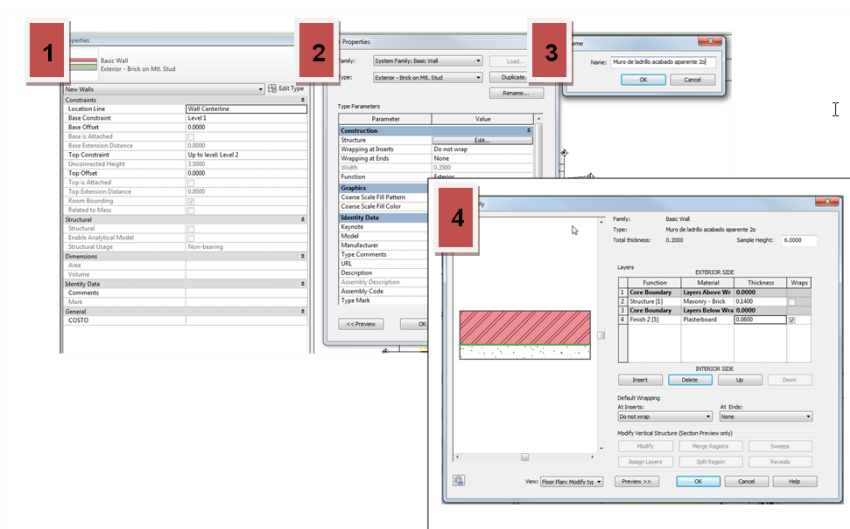 1
operties
Basic Wall
Exterior - Brick on Mtl. Stud
New Walls
Edit Type
Constraints
Location Line Wall Centerline
Base Constraint Level 1
Base Offset 0.0000
Base is Attached
Base Extension Distance 0.0000
Top Constraint Up to level: Level 2
Unconnected Height 3.5000
Top Offset 0.0000
Top is Attached
Top Extension Distance 0.0000
Room Bounding
Related to Mass
Structural
Structural
Enable Analytical Model
Structural Usage Non-bearing
Dimensions
Area
Volume
Identity Data
Comments
Mark
General
COSTO
2
e Properties
Family: System Family: Basic Wall Load...
Type: Exterior - Brick on Mtl. Stud Duplicate.
Rename...
Type Parameters
Parameter Value
Construction
Structure Edit...
Wrapping at Inserts Do not wrap
Wrapping at Ends None
Width 0.3500
Function Exterior
Graphics
Coarse Scale Fill Pattern
Coarse Scale Fill Color
Identity Data
Keynote
Model
Manufacturer
Type Comments
URL
Description
Assembly Description
Assembly Code
Type Mark
<< Preview OK
3
me
Name: Muro de ladrillo acabado aparente 2o
OK Cancel
4
ly
Family: Basic Wall
Type: Muro de ladrillo acabado aparente 2o
Total thickness: 0.2000 Sample Height: 6.0000
Layers
EXTERIOR SIDE
Function Material Thickness Wraps
1 Core Boundary Layers Above Wr 0.0000
2 Structure [1] Masonry - Brick 0.1400
3 Core Boundary Layers Below Wra 0.0000
4 Finish 2 [5] Plasterboard 0.0600
INTERIOR SIDE
Insert Delete Up Down
Default Wrapping
At Inserts: At Ends:
Do not wrap None
Modify Vertical Structure (Section Preview only)
Modify Merge Regions Sweeps
Assign Layers Split Region Reveals
View: Floor Plan: Modify typ Preview >> OK Cancel Help